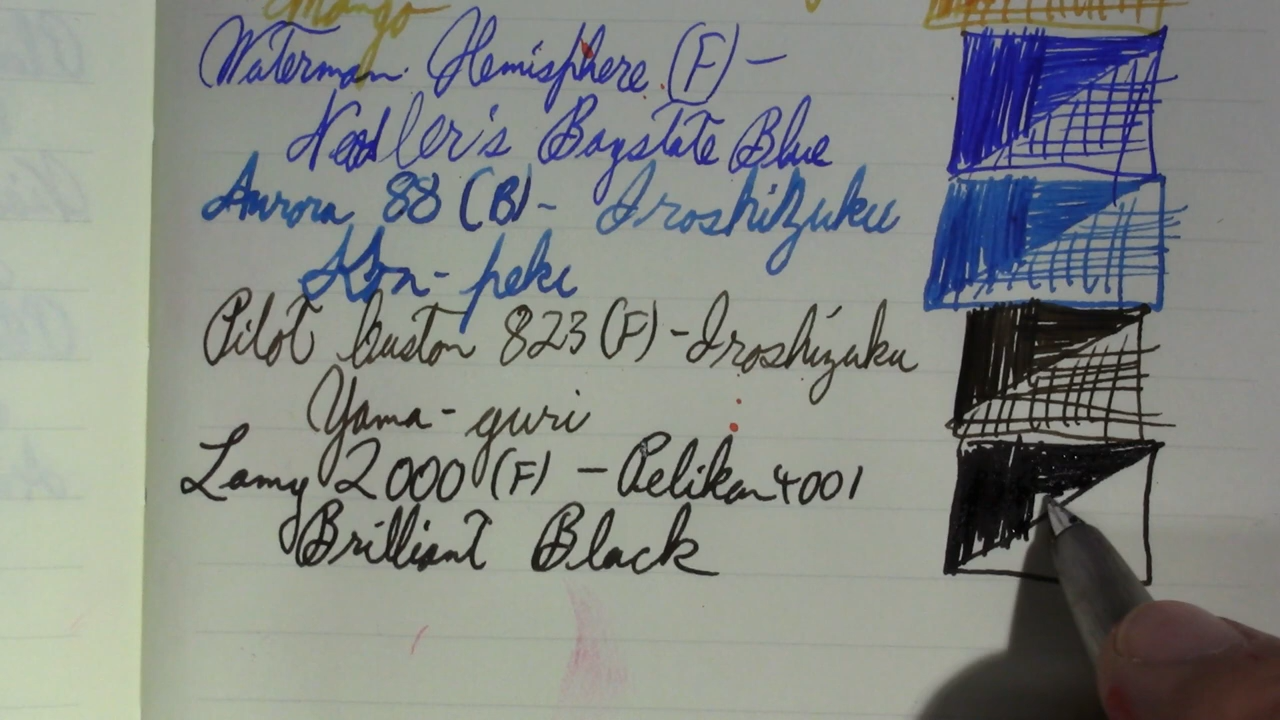 Mango
Waterman Hemisphere (F) -
Noodler's Baystate Blue
Aurora 88 (B) - Iroshizuku
Kon-peki
Pilot Custom 823 (F) - Iroshizuku
Yama-guri
Lamy 2000 (F) - Pelikan 4001
Brilliant Black